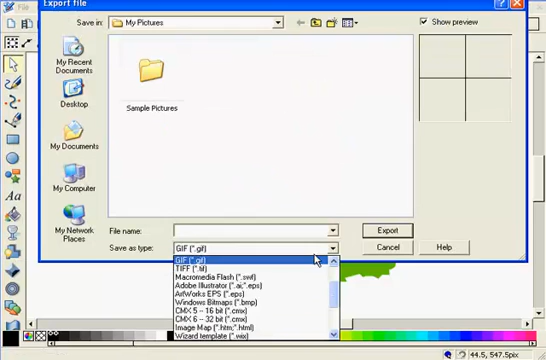 File
Export file
Save in:
My Pictures
Show preview
My Recent
Documents
Desktop
My Documents
My Computer
My Network
Places
Sample Pictures
File name:
Export
Save as type:
GIF (*.gif)
Cancel
Help
GIF (*.gif)
TIFF (*.tif)
Macromedia Flash (*.swf)
Adobe Illustrator (*.ai;*.eps)
ArtWorks EPS (*.eps)
Windows Bitmaps (*.bmp)
CMX 5 -- 16 bit (*.cmx)
CMX 6 -- 32 bit (*.cmx)
Image Map (*.htm;*.html)
Wizard template (*.wix)
44.5, 547.5pix